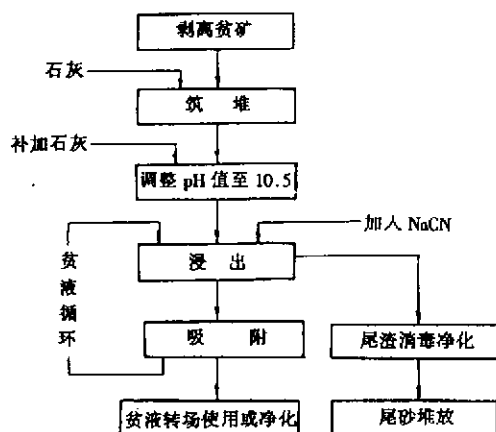 剥离贫矿
石灰
筑 堆
补加石灰
调整 pH 值至 10.5
加入 NaCN
浸 出
贫液循环
吸 附
尾渣消毒净化
贫液转场使用或净化
尾砂堆放